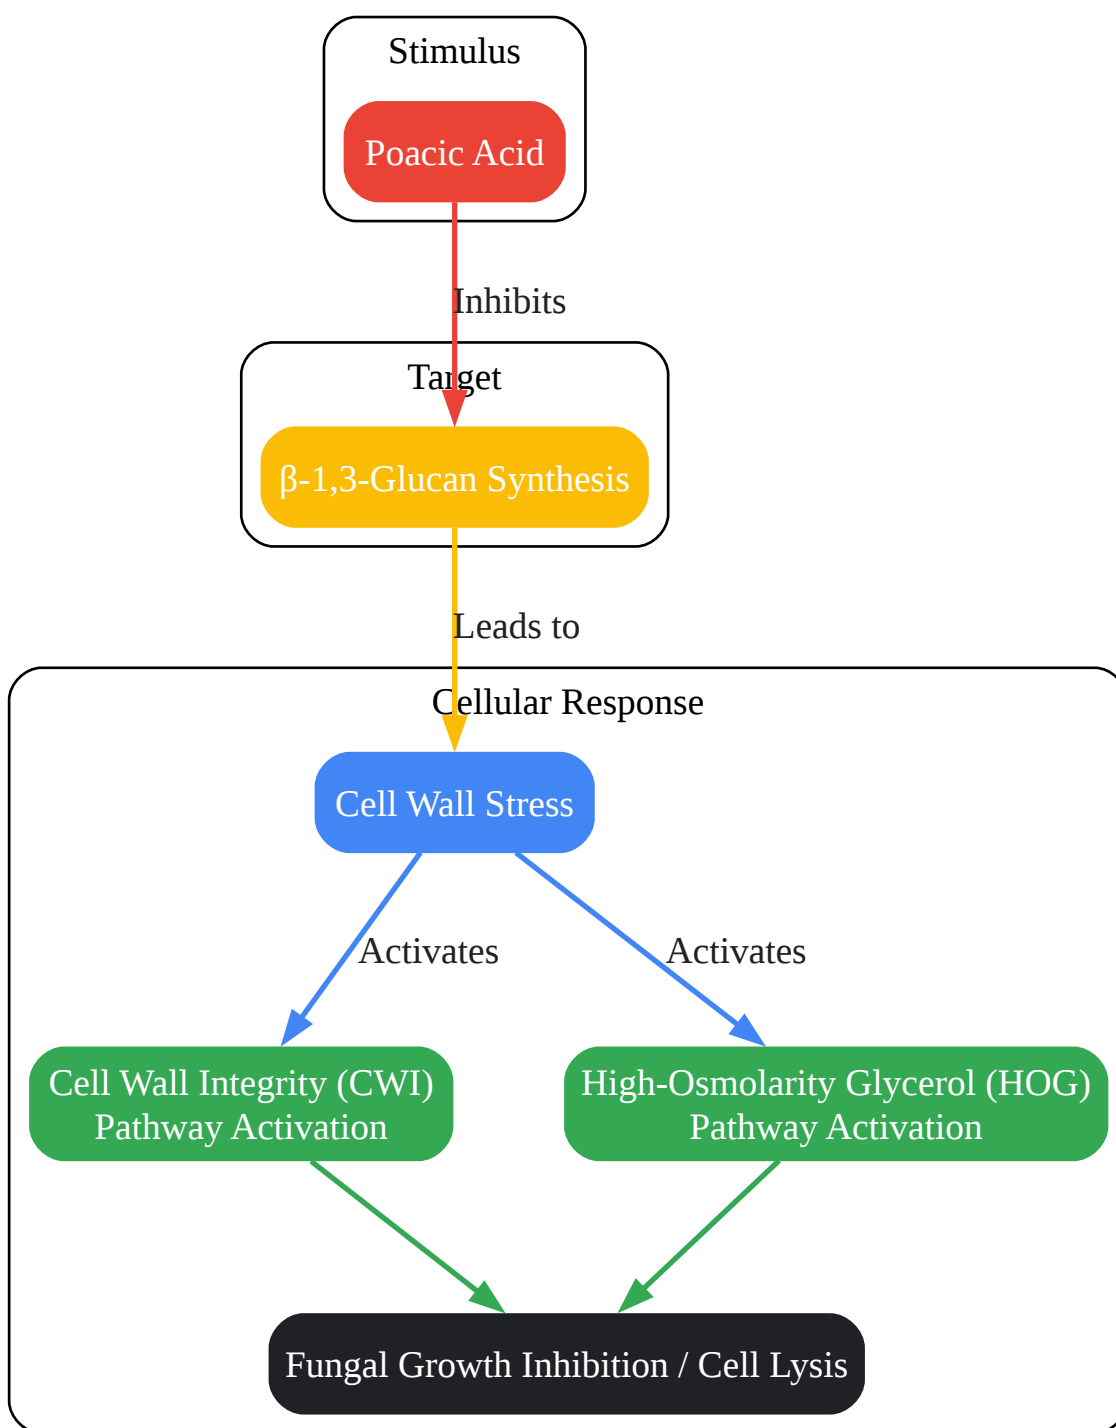 Stimulus
Poacic Acid
Inhibits
Target
β-1,3-Glucan Synthesis
Leads to
Cellular Response
Cell Wall Stress
Activates
Activates
Cell Wall Integrity (CWI)
Pathway Activation
High-Osmolarity Glycerol (HOG)
Pathway Activation
Fungal Growth Inhibition / Cell Lysis